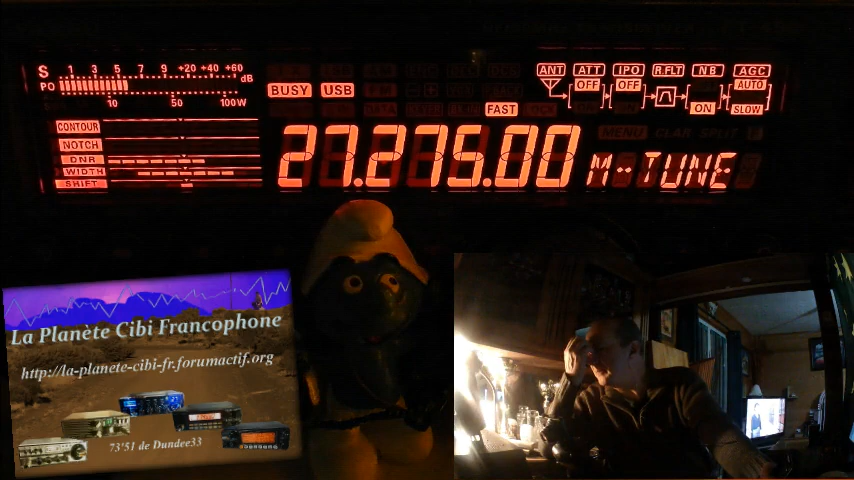 S 1 3 5 7 9 +20 +40 +60 dB
PO 10 50 100W
BUSY USB
FAST
ANT ATT IPO R.FLT NB AGC
OFF OFF AUTO
ON SLOW
CONTOUR
NOTCH
DNR
WIDTH
SHIFT
27.275.00 M-TUNE
MENU CLAR SPLIT
La Planète Cibi Francophone
http://la-planete-cibi-fr.forumactif.org
73'51 de Dundee33